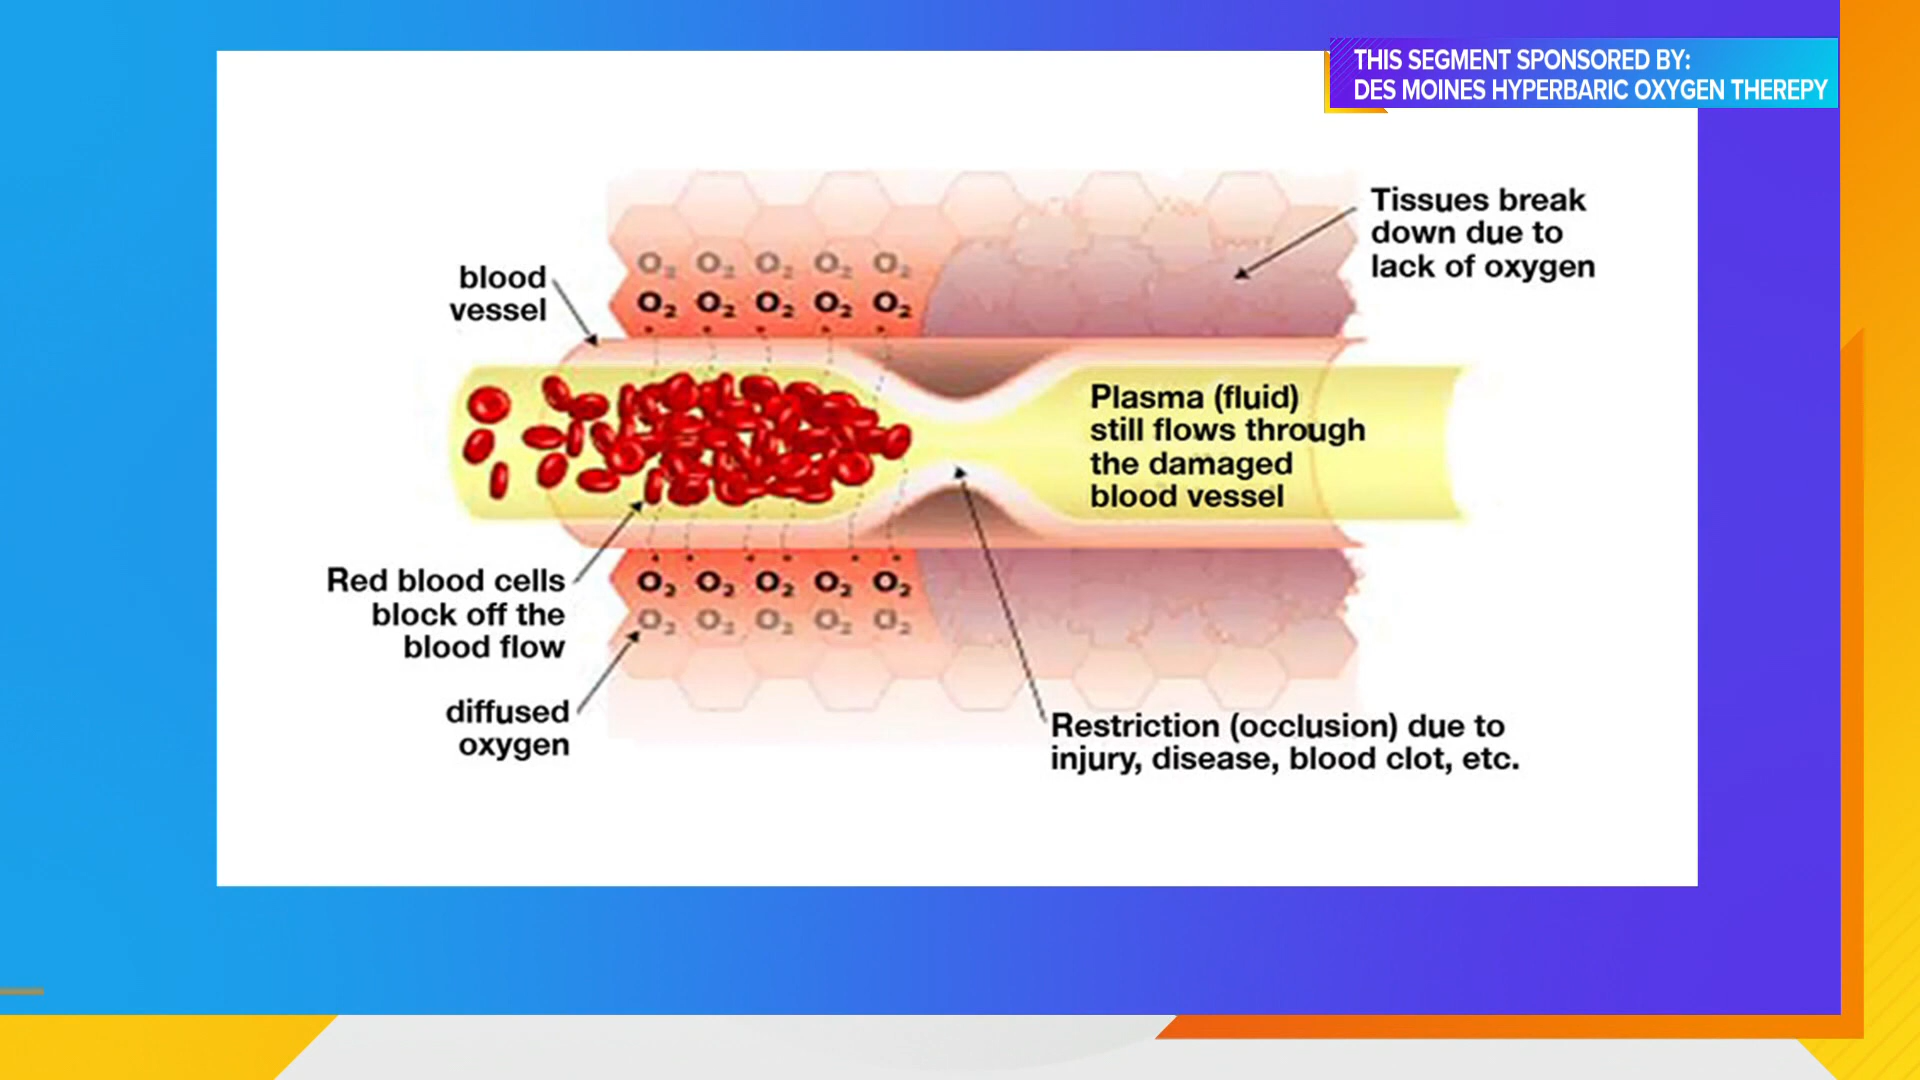 THIS SEGMENT SPONSORED BY:
DES MOINES HYPERBARIC OXYGEN THEREPY
Tissues break
down due to
lack of oxygen
blood
vessel
O₂ O₂ O₂ O₂ O₂
O₂ O₂ O₂ O₂ O₂
Plasma (fluid)
still flows through
the damaged
blood vessel
Red blood cells
block off the
blood flow
O₂ O₂ O₂ O₂ O₂
O₂ O₂ O₂ O₂ O₂
diffused
oxygen
Restriction (occlusion) due to
injury, disease, blood clot, etc.